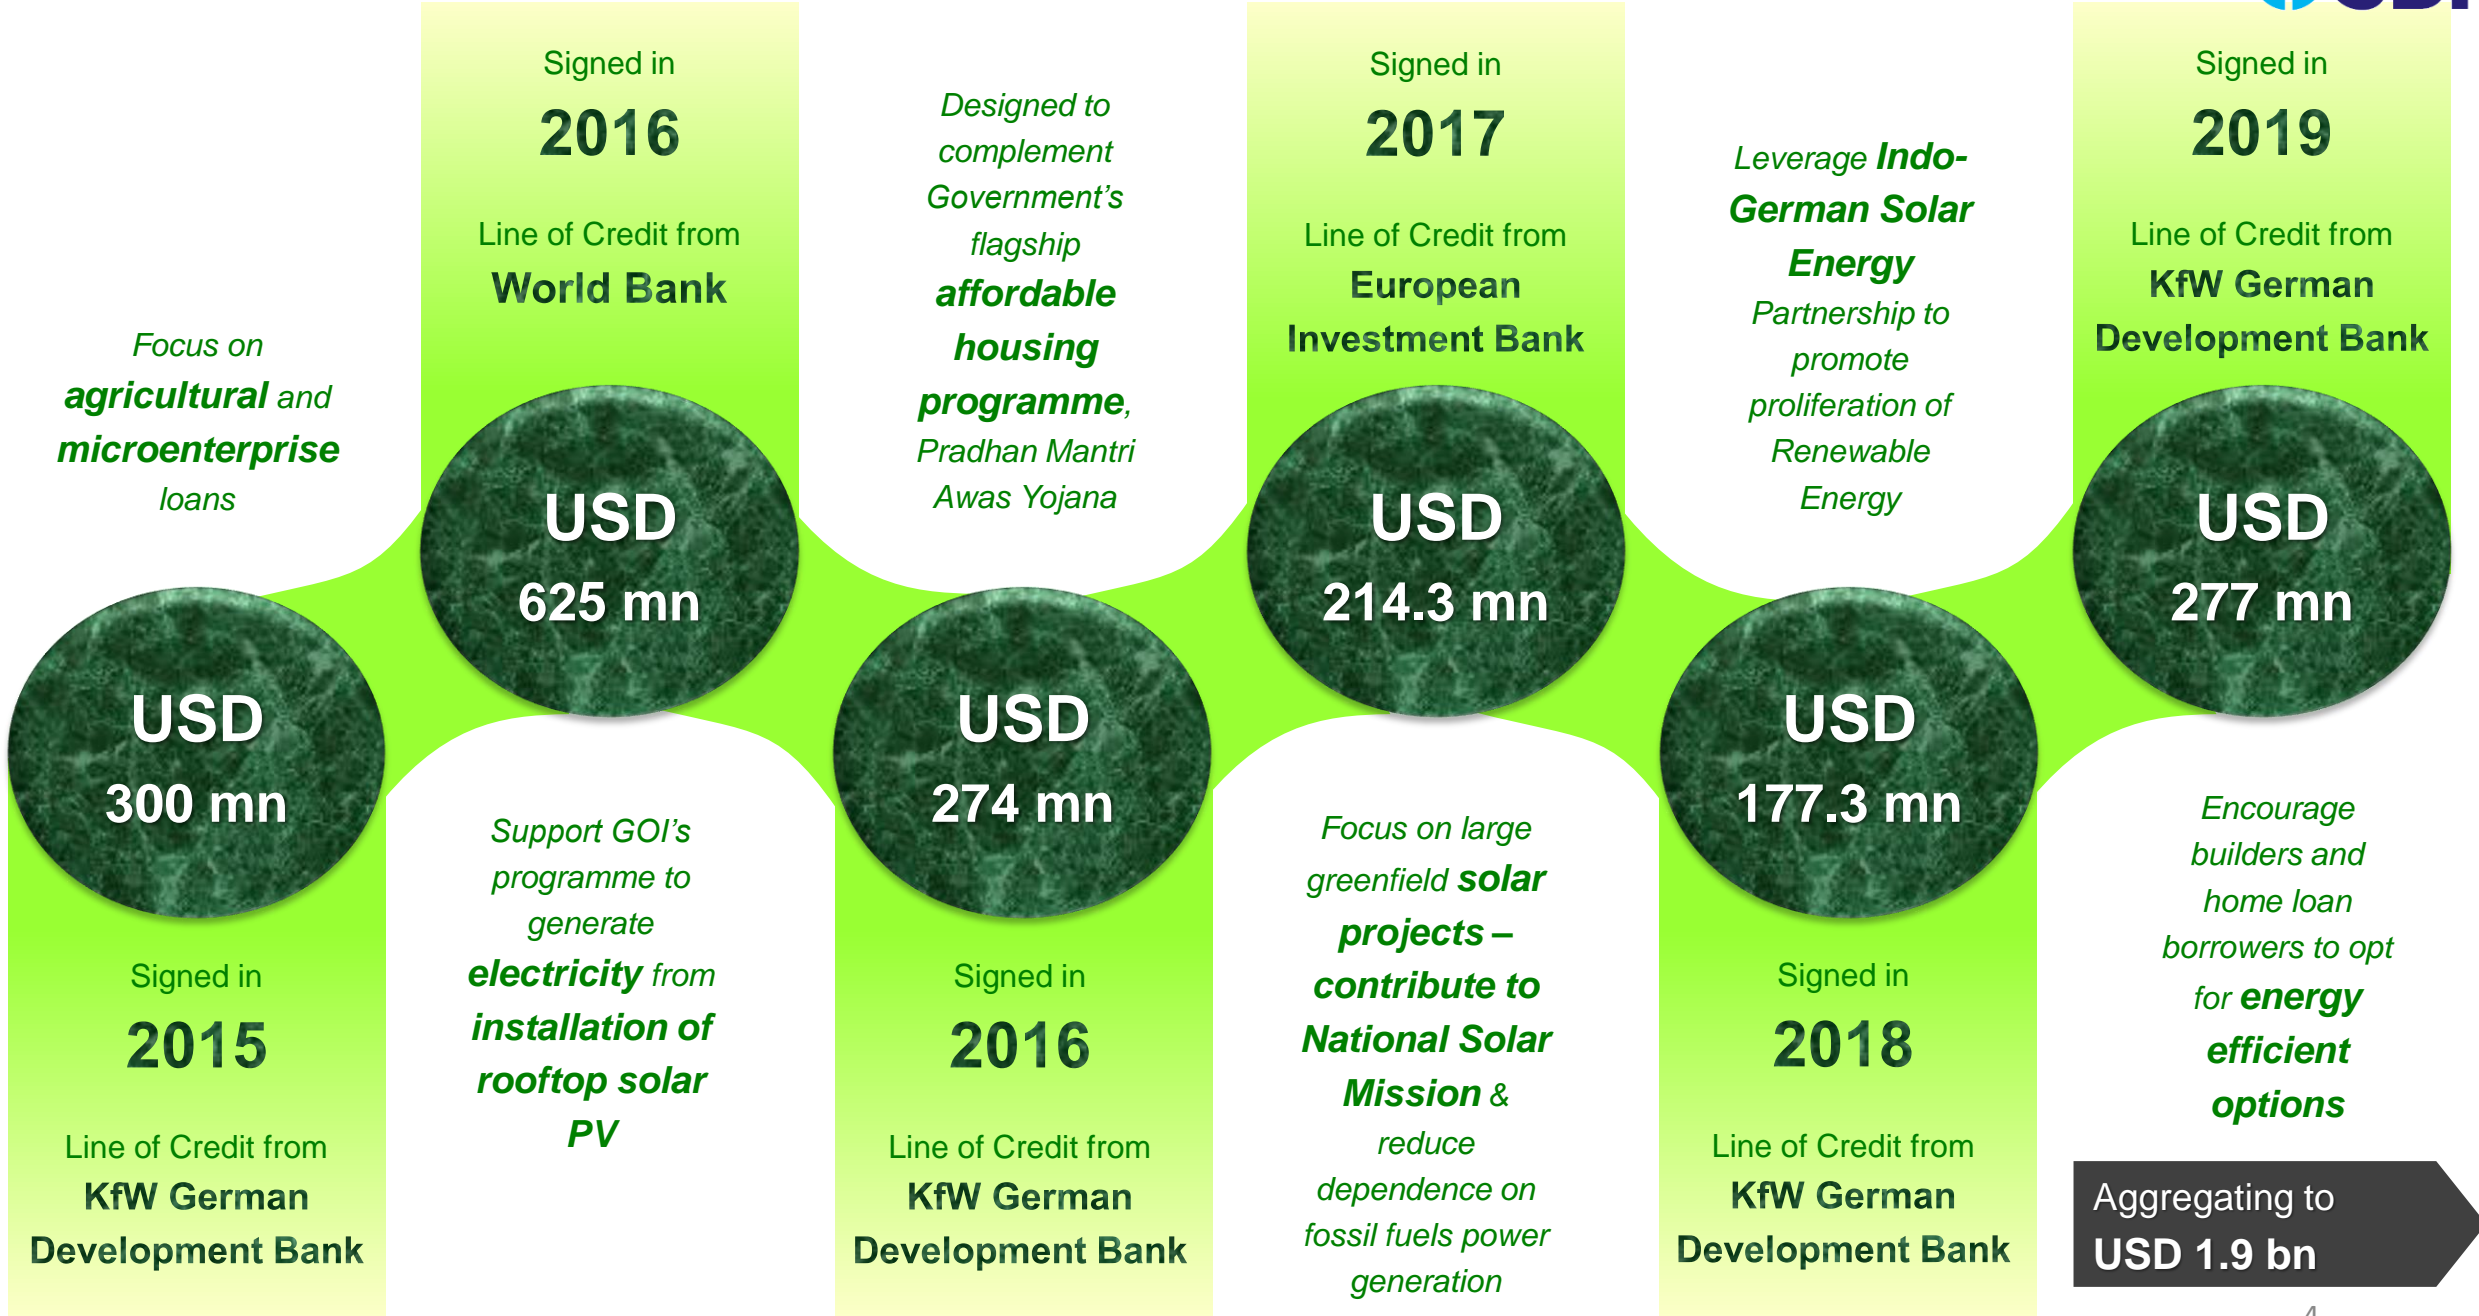 Focus on
agricultural and
microenterprise
loans
USD
300 mn
Signed in
2015
Line of Credit from
KfW German
Development Bank
Signed in
2016
Line of Credit from
World Bank
USD
625 mn
Support GOI’s
programme to
generate
electricity from
installation of
rooftop solar
PV
Designed to
complement
Government’s
flagship
affordable
housing
programme,
Pradhan Mantri
Awas Yojana
USD
274 mn
Signed in
2016
Line of Credit from
KfW German
Development Bank
Signed in
2017
Line of Credit from
European
Investment Bank
USD
214.3 mn
Focus on large
greenfield solar
projects –
contribute to
National Solar
Mission &
reduce
dependence on
fossil fuels power
generation
Leverage Indo-
German Solar
Energy
Partnership to
promote
proliferation of
Renewable
Energy
USD
177.3 mn
Signed in
2018
Line of Credit from
KfW German
Development Bank
Signed in
2019
Line of Credit from
KfW German
Development Bank
USD
277 mn
Encourage
builders and
home loan
borrowers to opt
for energy
efficient
options
Aggregating to
USD 1.9 bn